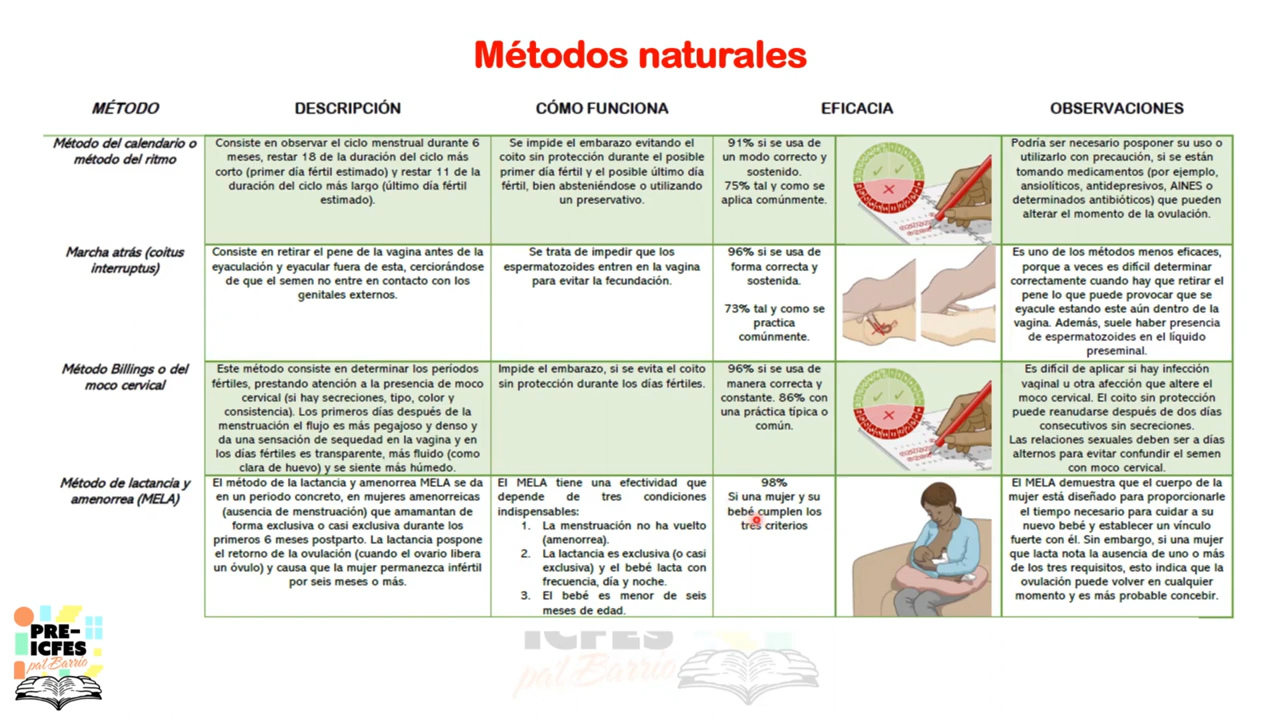 Métodos naturales
MÉTODO
DESCRIPCIÓN
CÓMO FUNCIONA
EFICACIA
OBSERVACIONES
Método del calendario o
método del ritmo
Consiste en observar el ciclo menstrual durante 6
meses, restar 18 de la duración del ciclo más
corto (primer día fértil estimado) y restar 11 de la
duración del ciclo más largo (último día fértil
estimado).
Se impide el embarazo evitando el
coito sin protección durante el posible
primer día fértil y el posible último día
fértil, bien absteniéndose o utilizando
un preservativo.
91% si se usa de
un modo correcto y
sostenido.
75% tal y como se
aplica comúnmente.
Podría ser necesario posponer su uso o
utilizarlo con precaución, si se están
tomando medicamentos (por ejemplo,
ansiolíticos, antidepresivos, AINES o
determinados antibióticos) que pueden
alterar el momento de la ovulación.
Marcha atrás (coitus
interruptus)
Consiste en retirar el pene de la vagina antes de la
eyaculación y eyacular fuera de esta, cerciorándose
de que el semen no entre en contacto con los
genitales externos.
Se trata de impedir que los
espermatozoides entren en la vagina
para evitar la fecundación.
96% si se usa de
forma correcta y
sostenida.
73% tal y como se
practica
comúnmente.
Es uno de los métodos menos eficaces,
porque a veces es difícil determinar
correctamente cuando hay que retirar el
pene lo que puede provocar que se
eyacule estando este aún dentro de la
vagina. Además, suele haber presencia
de espermatozoides en el líquido
preseminal.
Método Billings o del
moco cervical
Este método consiste en determinar los períodos
fértiles, prestando atención a la presencia de moco
cervical (si hay secreciones, tipo, color y
consistencia). Los primeros días después de la
menstruación el flujo es más pegajoso y denso y
da una sensación de sequedad en la vagina y en
los días fértiles es transparente, más fluido (como
clara de huevo) y se siente más húmedo.
Impide el embarazo, si se evita el coito
sin protección durante los días fértiles.
96% si se usa de
manera correcta y
constante. 86% con
una práctica típica o
común.
Es difícil de aplicar si hay infección
vaginal u otra afección que altere el
moco cervical. El coito sin protección
puede reanudarse después de dos días
consecutivos sin secreciones.
Las relaciones sexuales deben ser a días
alternos para evitar confundir el semen
con moco cervical.
Método de lactancia y
amenorrea (MELA)
El método de la lactancia y amenorrea MELA se da
en un periodo concreto, en mujeres amenorreicas
(ausencia de menstruación) que amamantan de
forma exclusiva o casi exclusiva durante los
primeros 6 meses postparto. La lactancia pospone
el retorno de la ovulación (cuando el ovario libera
un óvulo) y causa que la mujer permanezca infértil
por seis meses o más.
El MELA tiene una efectividad que
depende de tres condiciones
indispensables:
1. La menstruación no ha vuelto
(amenorrea).
2. La lactancia es exclusiva (o casi
exclusiva) y el bebé lacta con
frecuencia, día y noche.
3. El bebé es menor de seis
meses de edad.
98%
Si una mujer y su
bebé cumplen los
tres criterios
El MELA demuestra que el cuerpo de la
mujer está diseñado para proporcionarle
el tiempo necesario para cuidar a su
nuevo bebé y establecer un vínculo
fuerte con él. Sin embargo, si una mujer
que lacta nota la ausencia de uno o más
de los tres requisitos, esto indica que la
ovulación puede volver en cualquier
momento y es más probable concebir.
PRE-
ICFES
pa'l Barrio
ICFES
pa'l Barrio